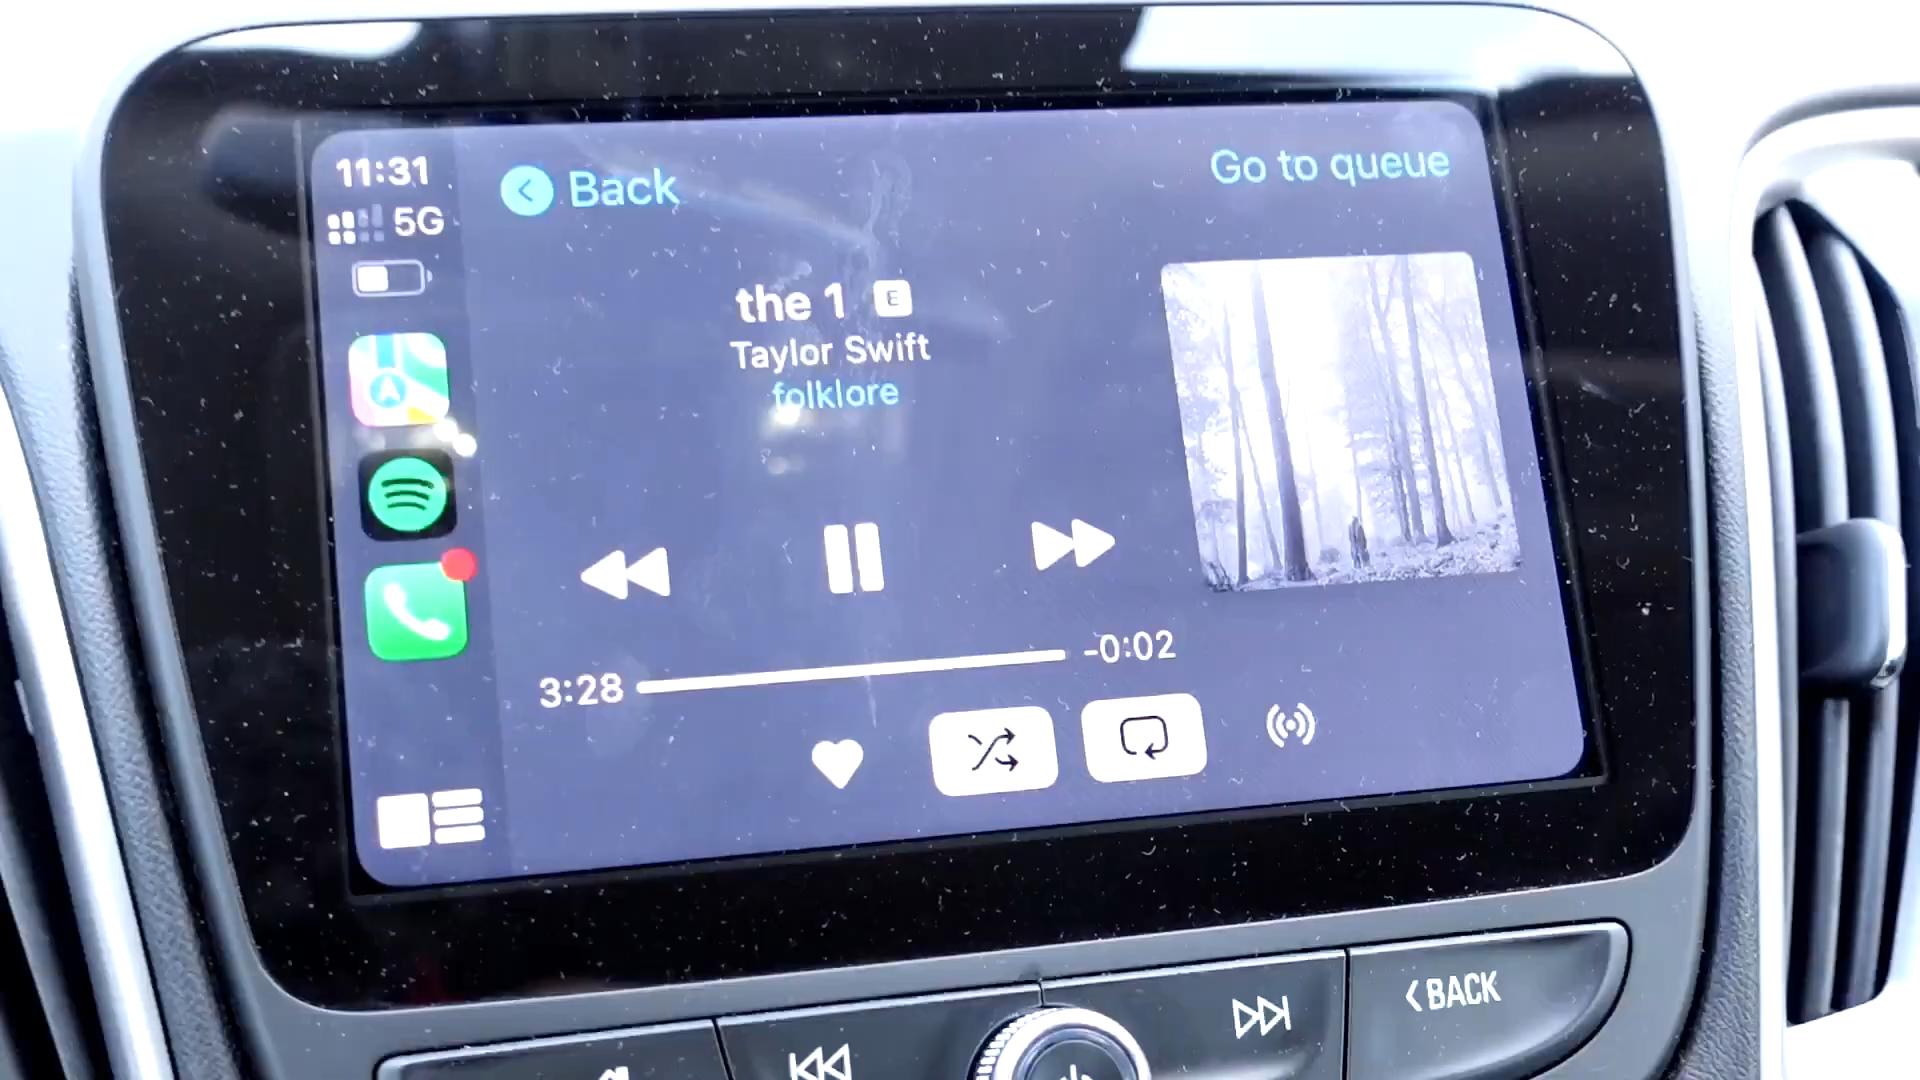 11:31
5G
Back
Go to queue
the 1 E
Taylor Swift
folklore
3:28
-0:02
BACK